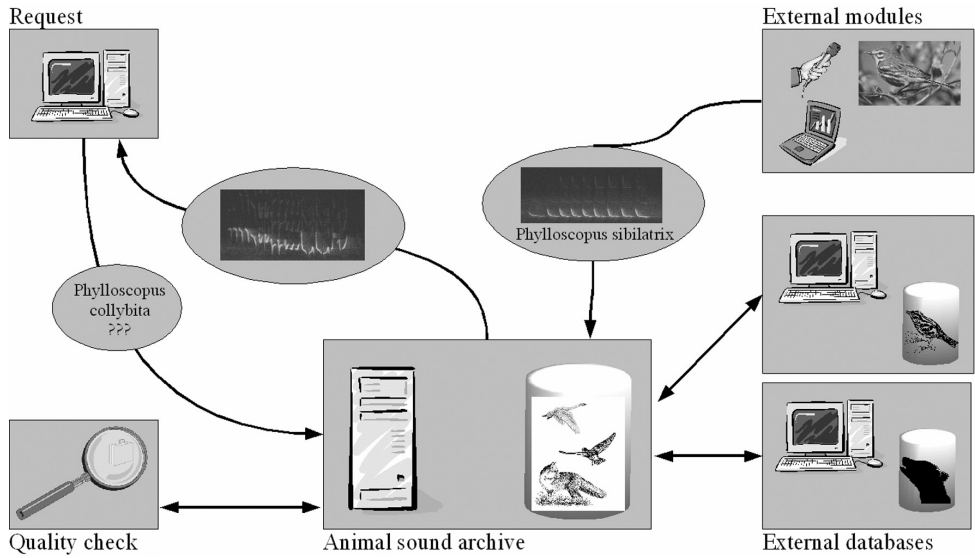 Request
External modules
Phylloscopus sibilatrix
Phylloscopus
collybita
???
Quality check
Animal sound archive
External databases